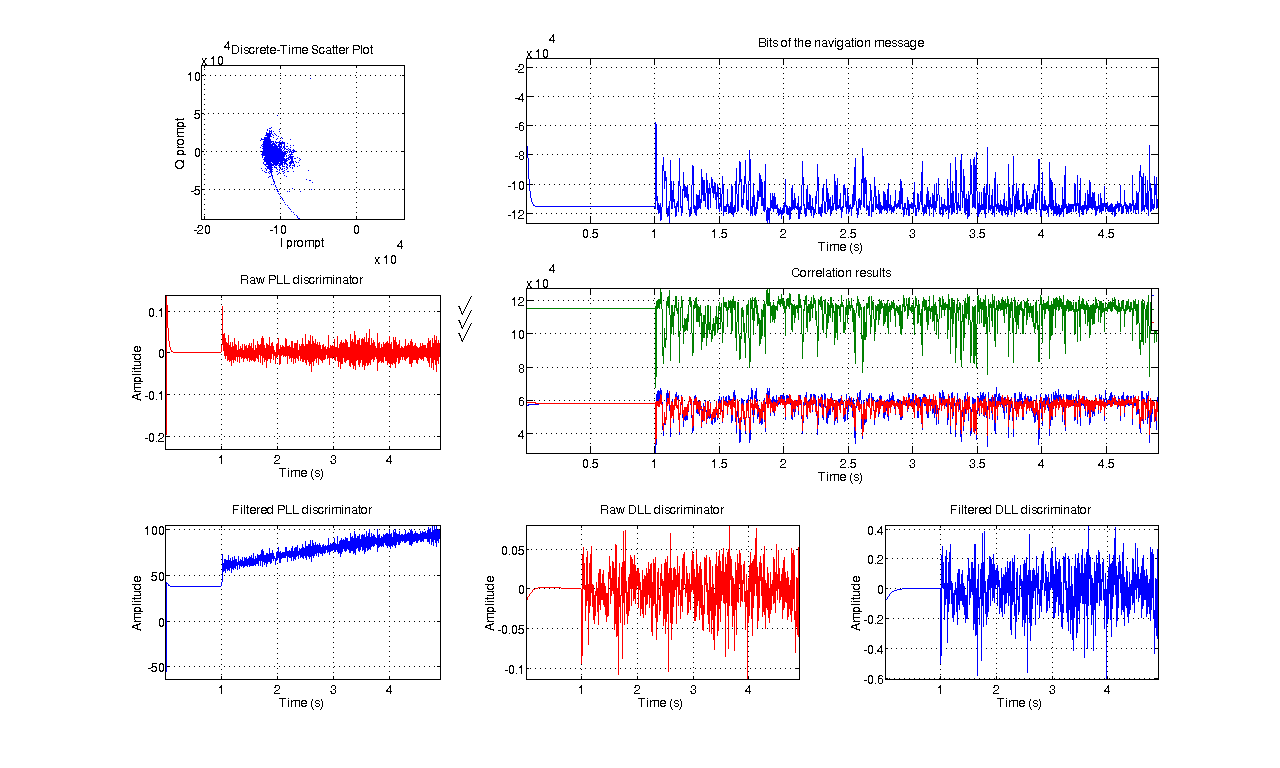 Discrete-Time Scatter Plot
x 10^4
10
5
0
-5
-20 -10 0
Q prompt
I prompt
x 10^4
Bits of the navigation message
x 10^4
-2
-4
-6
-8
-10
-12
0.5 1 1.5 2 2.5 3 3.5 4 4.5
Time (s)
Raw PLL discriminator
0.1
0
-0.1
-0.2
Amplitude
1 2 3 4
Time (s)
Correlation results
x 10^4
12
10
8
6
4
0.5 1 1.5 2 2.5 3 3.5 4 4.5
Time (s)
Filtered PLL discriminator
100
50
0
-50
Amplitude
1 2 3 4
Time (s)
Raw DLL discriminator
0.05
0
-0.05
-0.1
Amplitude
1 2 3 4
Time (s)
Filtered DLL discriminator
0.4
0.2
0
-0.2
-0.4
-0.6
Amplitude
1 2 3 4
Time (s)